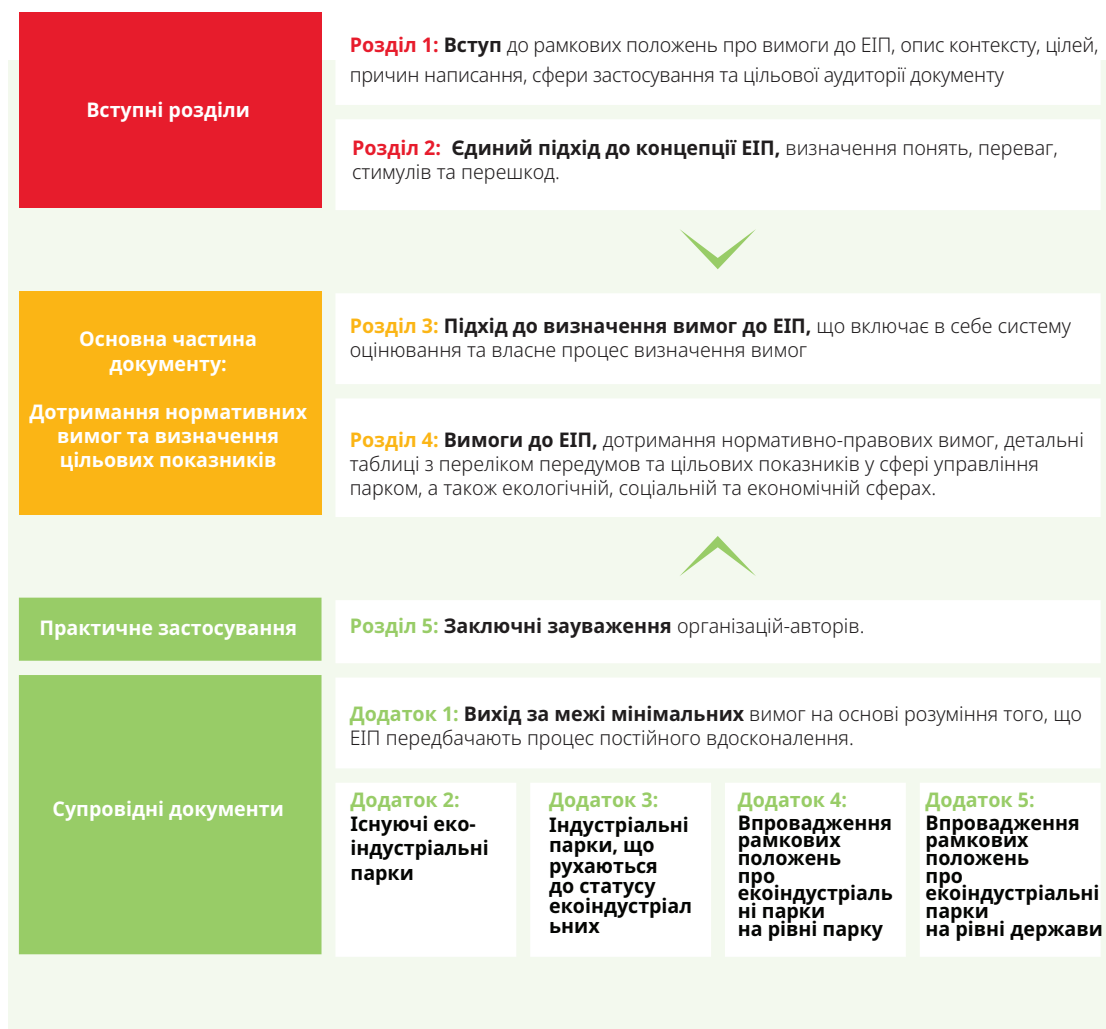 Вступні розділи
Розділ 1: Вступ до рамкових положень про вимоги до ЕІП, опис контексту, цілей,
причин написання, сфери застосування та цільової аудиторії документу
Розділ 2: Єдиний підхід до концепції ЕІП, визначення понять, переваг,
стимулів та перешкод.
Основна частина
документу:
Дотримання нормативних
вимог та визначення
цільових показників
Розділ 3: Підхід до визначення вимог до ЕІП, що включає в себе систему
оцінювання та власне процес визначення вимог
Розділ 4: Вимоги до ЕІП, дотримання нормативно-правових вимог, детальні
таблиці з переліком передумов та цільових показників у сфері управління
парком, а також екологічній, соціальній та економічній сферах.
Практичне застосування
Розділ 5: Заключні зауваження організацій-авторів.
Супровідні документи
Додаток 1: Вихід за межі мінімальних вимог на основі розуміння того, що
ЕІП передбачають процес постійного вдосконалення.
Додаток 2:
Існуючі еко-
індустріальні
парки
Додаток 3:
Індустріальні
парки, що
рухаються
до статусу
екоіндустріал
ьних
Додаток 4:
Впровадження
рамкових
положень
про
екоіндустріаль
ні парки
на рівні парку
Додаток 5:
Впровадження
рамкових
положень
про
екоіндустріальні
парки
на рівні держави